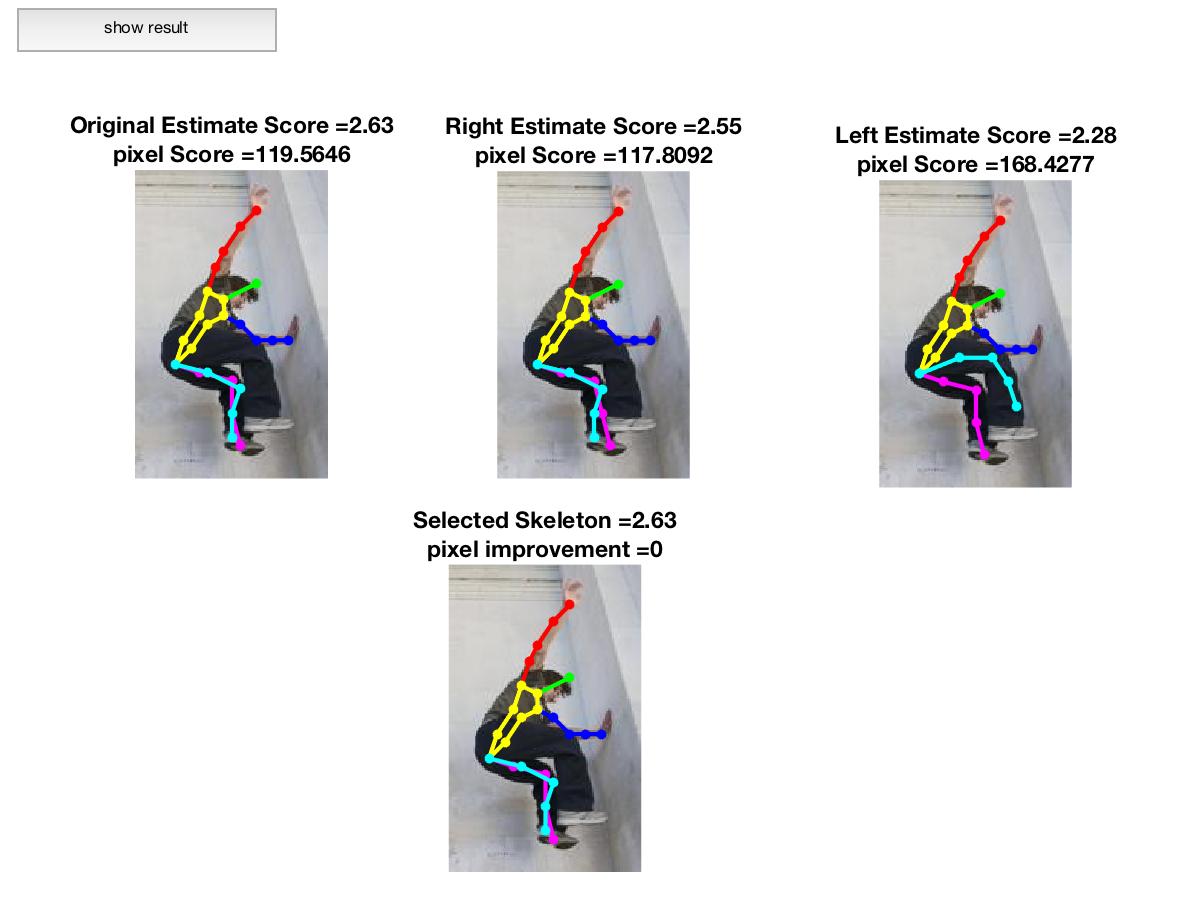 show result
Original Estimate Score =2.63
pixel Score =119.5646
Right Estimate Score =2.55
pixel Score =117.8092
Left Estimate Score =2.28
pixel Score =168.4277
Selected Skeleton =2.63
pixel improvement =0